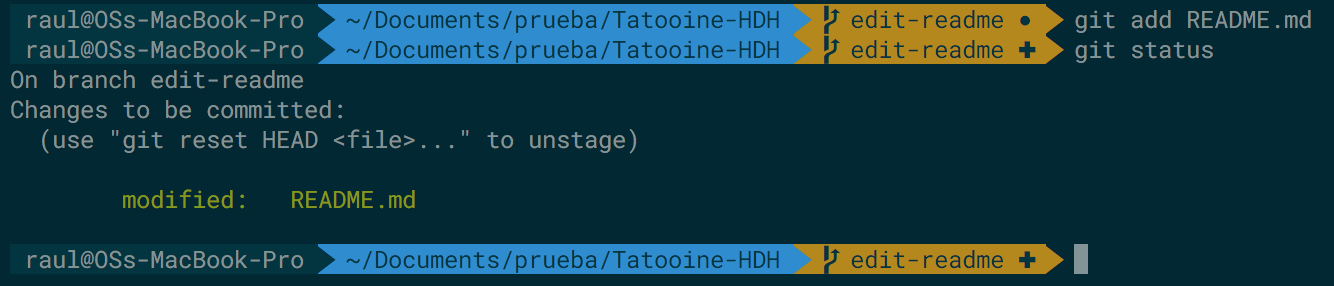 raul@OSs-MacBook-Pro ~/Documents/prueba/Tatooine-HDH edit-readme ● git add README.md
raul@OSs-MacBook-Pro ~/Documents/prueba/Tatooine-HDH edit-readme ✚ git status
On branch edit-readme
Changes to be committed:
(use "git reset HEAD <file>..." to unstage)
modified: README.md
raul@OSs-MacBook-Pro ~/Documents/prueba/Tatooine-HDH edit-readme ✚